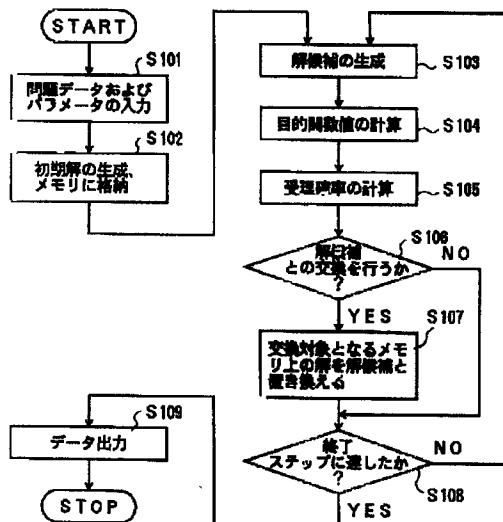 START
S101
問題データおよび
パラメータの入力
S102
初期解の生成、
メモリに格納
解候補の生成
S103
目的関数値の計算
S104
受理確率の計算
S105
S106
解候補
との交換を行うか
?
NO
YES
S107
交換対象となるメモ
リ上の解を解候補と
置き換える
終了
ステップに達したか
?
NO
S108
YES
S109
データ出力
STOP